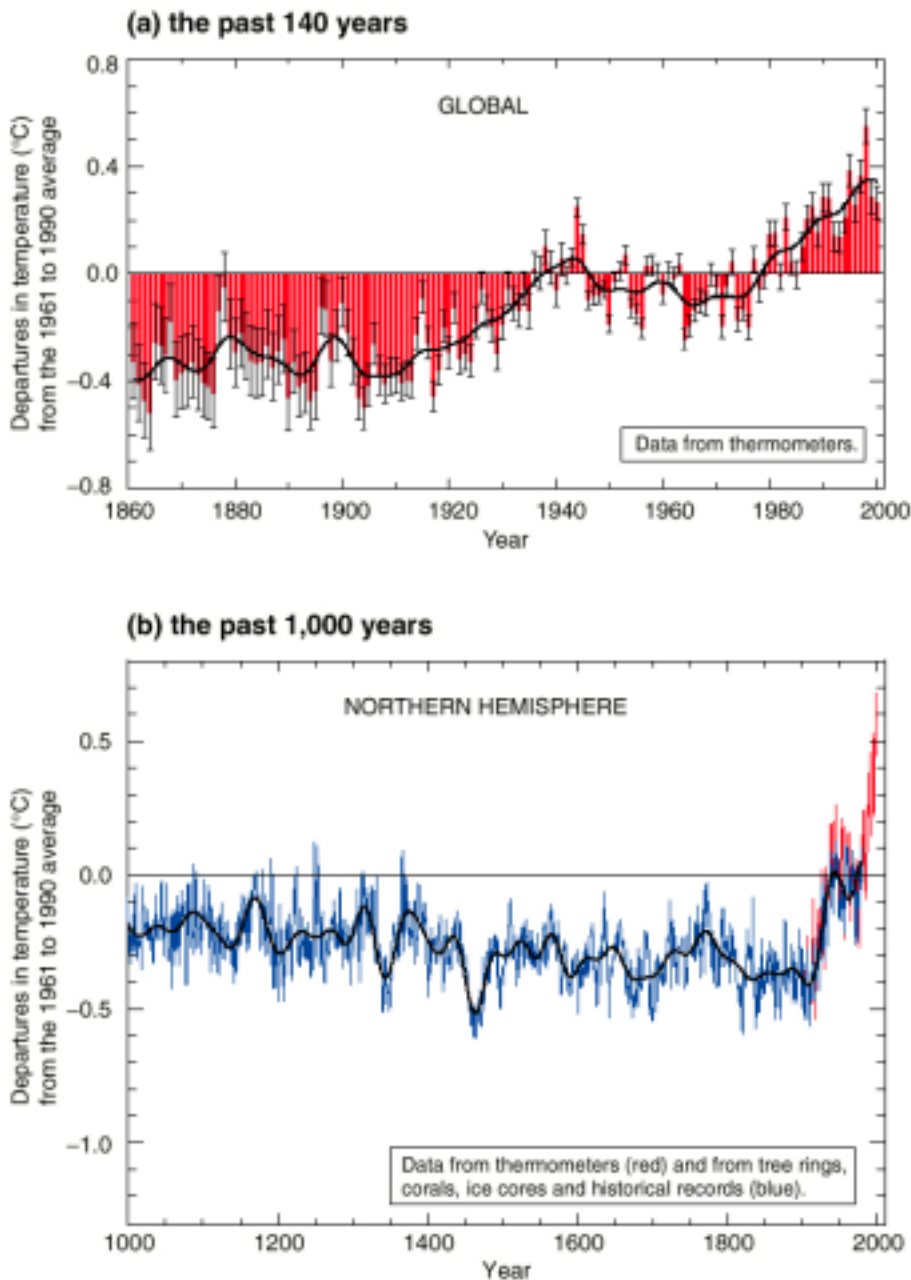 (a) the past 140 years
GLOBAL
Departures in temperature (°C)
from the 1961 to 1990 average
0.8
0.4
0.0
−0.4
−0.8
Data from thermometers.
1860 1880 1900 1920 1940 1960 1980 2000
Year
(b) the past 1,000 years
NORTHERN HEMISPHERE
Departures in temperature (°C)
from the 1961 to 1990 average
0.5
0.0
−0.5
−1.0
Data from thermometers (red) and from tree rings,
corals, ice cores and historical records (blue).
1000 1200 1400 1600 1800 2000
Year